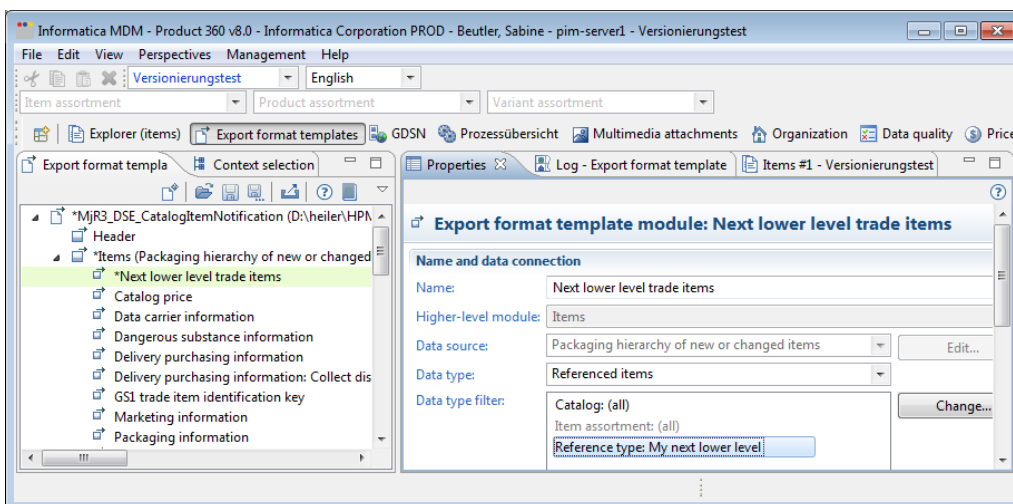 Informatica MDM - Product 360 v8.0 - Informatica Corporation PROD - Beutler, Sabine - pim-server1 - Versionierungstest
File Edit View Perspectives Management Help
Versionierungstest English
Item assortment Product assortment Variant assortment
Explorer (items) Export format templates GDSN Prozessübersicht Multimedia attachments Organization Data quality Price
Export format templa Context selection Properties Log - Export format template Items #1 - Versionierungstest
*MjR3_DSE_CatalogItemNotification (D:\heiler\HPM
Header
*Items (Packaging hierarchy of new or changed
*Next lower level trade items
Catalog price
Data carrier information
Dangerous substance information
Delivery purchasing information
Delivery purchasing information: Collect dis
GS1 trade item identification key
Marketing information
Packaging information
Export format template module: Next lower level trade items
Name and data connection
Name: Next lower level trade items
Higher-level module: Items
Data source: Packaging hierarchy of new or changed items Edit...
Data type: Referenced items
Data type filter: Catalog: (all) Change...
Item assortment: (all)
Reference type: My next lower level